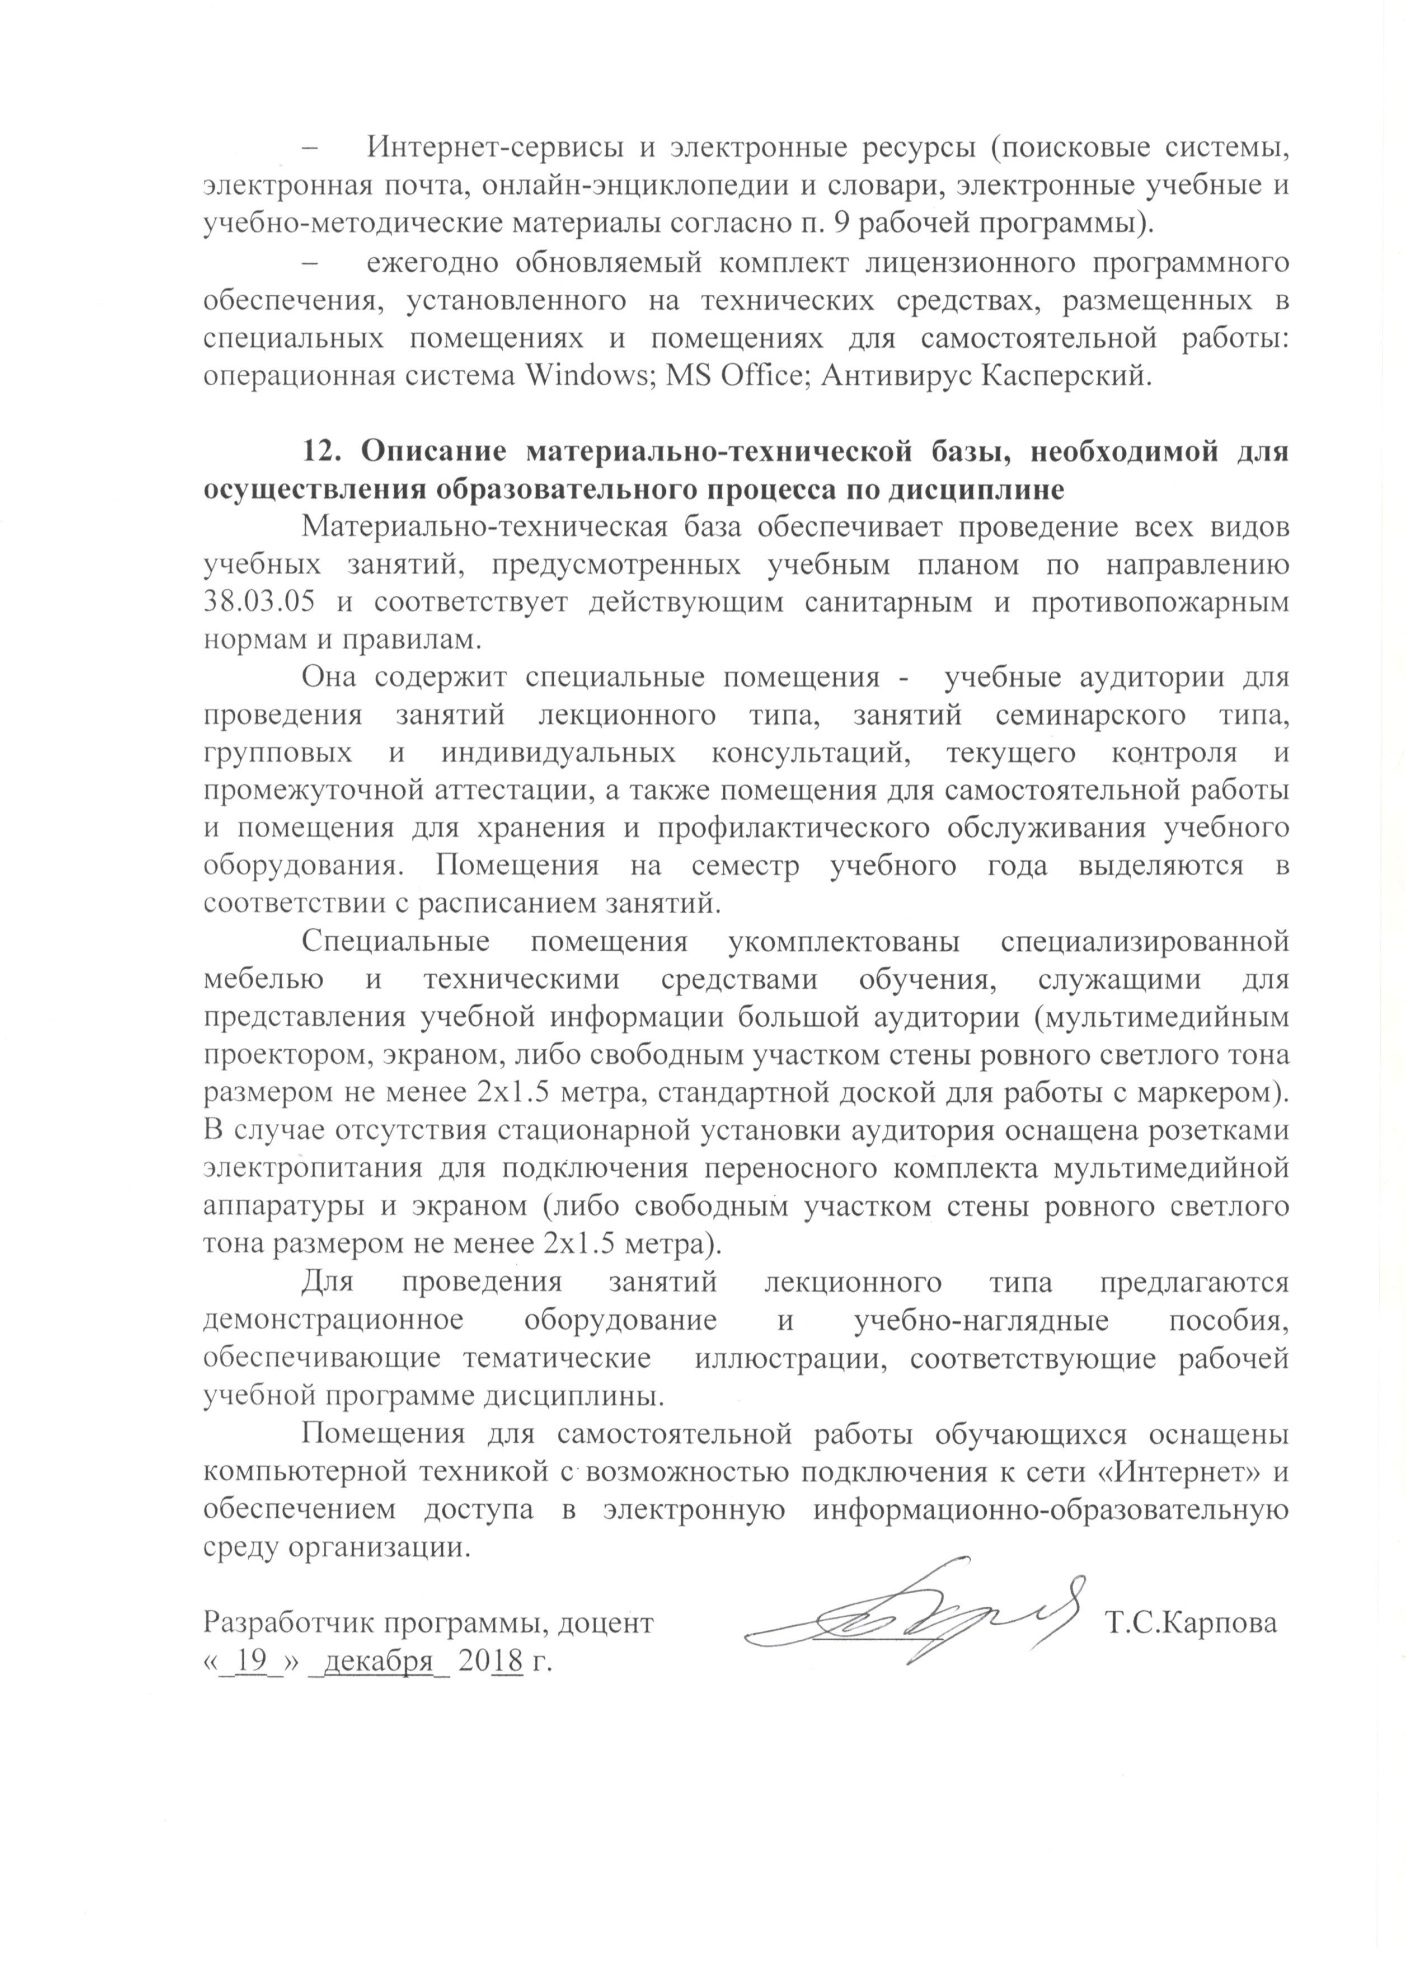 – Интернет-сервисы и электронные ресурсы (поисковые системы,
электронная почта, онлайн-энциклопедии и словари, электронные учебные и
учебно-методические материалы согласно п. 9 рабочей программы).
– ежегодно обновляемый комплект лицензионного программного
обеспечения, установленного на технических средствах, размещенных в
специальных помещениях и помещениях для самостоятельной работы:
операционная система Windows; MS Office; Антивирус Касперский.
12. Описание материально-технической базы, необходимой для
осуществления образовательного процесса по дисциплине
Материально-техническая база обеспечивает проведение всех видов
учебных занятий, предусмотренных учебным планом по направлению
38.03.05 и соответствует действующим санитарным и противопожарным
нормам и правилам.
Она содержит специальные помещения - учебные аудитории для
проведения занятий лекционного типа, занятий семинарского типа,
групповых и индивидуальных консультаций, текущего контроля и
промежуточной аттестации, а также помещения для самостоятельной работы
и помещения для хранения и профилактического обслуживания учебного
оборудования. Помещения на семестр учебного года выделяются в
соответствии с расписанием занятий.
Специальные помещения укомплектованы специализированной
мебелью и техническими средствами обучения, служащими для
представления учебной информации большой аудитории (мультимедийным
проектором, экраном, либо свободным участком стены ровного светлого тона
размером не менее 2х1.5 метра, стандартной доской для работы с маркером).
В случае отсутствия стационарной установки аудитория оснащена розетками
электропитания для подключения переносного комплекта мультимедийной
аппаратуры и экраном (либо свободным участком стены ровного светлого
тона размером не менее 2х1.5 метра).
Для проведения занятий лекционного типа предлагаются
демонстрационное оборудование и учебно-наглядные пособия,
обеспечивающие тематические иллюстрации, соответствующие рабочей
учебной программе дисциплины.
Помещения для самостоятельной работы обучающихся оснащены
компьютерной техникой с возможностью подключения к сети «Интернет» и
обеспечением доступа в электронную информационно-образовательную
среду организации.
Разработчик программы, доцент Т.С.Карпова
«_19_» _декабря_ 2018 г.